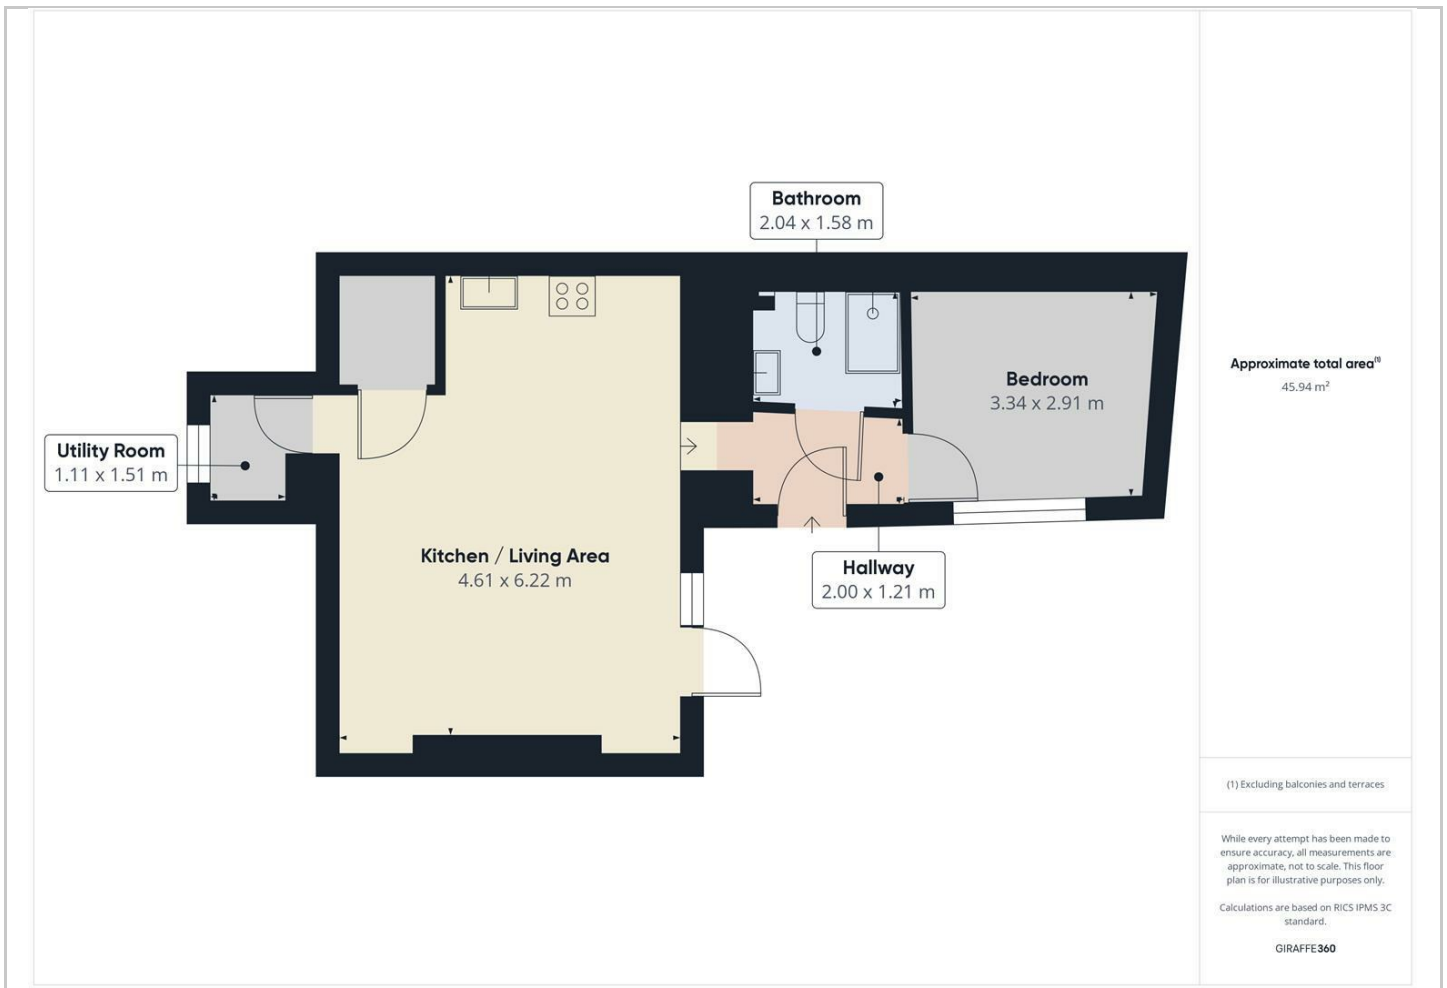 Bathroom
2.04 x 1.58 m
Bedroom
3.34 x 2.91 m
Utility Room
1.11 x 1.51 m
Kitchen / Living Area
4.61 x 6.22 m
Hallway
2.00 x 1.21 m
Approximate total area(1)
45.94 m²
(1) Excluding balconies and terraces
While every attempt has been made to
ensure accuracy, all measurements are
approximate, not to scale. This floor
plan is for illustrative purposes only.
Calculations are based on RICS IPMS 3C
standard.
GIRAFFE360